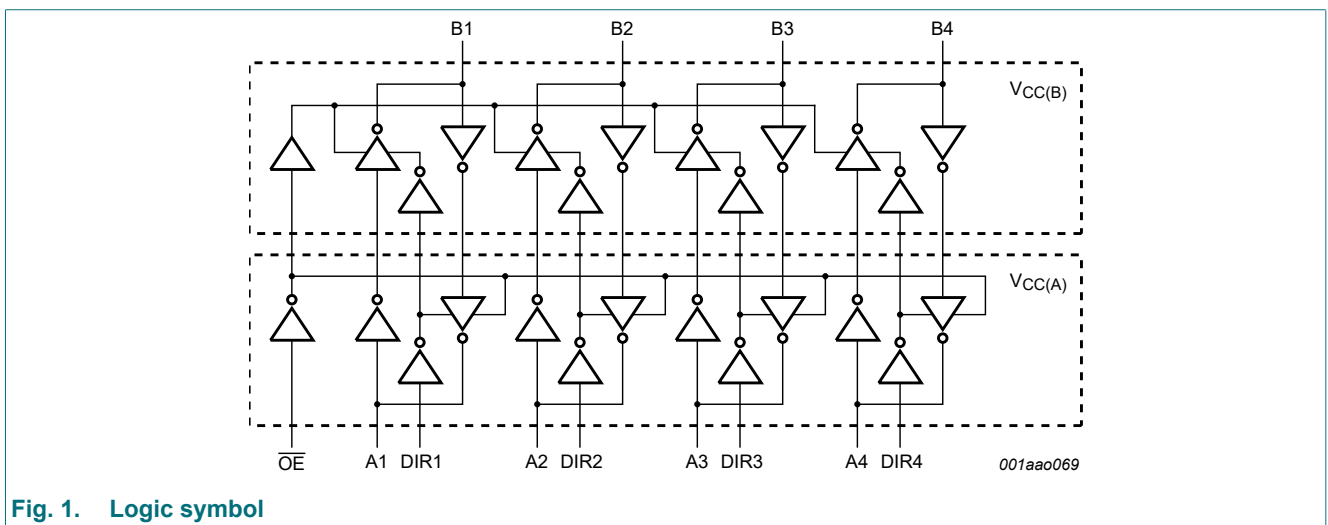 B1 B2 B3 B4
VCC(B)
VCC(A)
OE A1 DIR1 A2 DIR2 A3 DIR3 A4 DIR4 001aao069
Fig. 1. Logic symbol